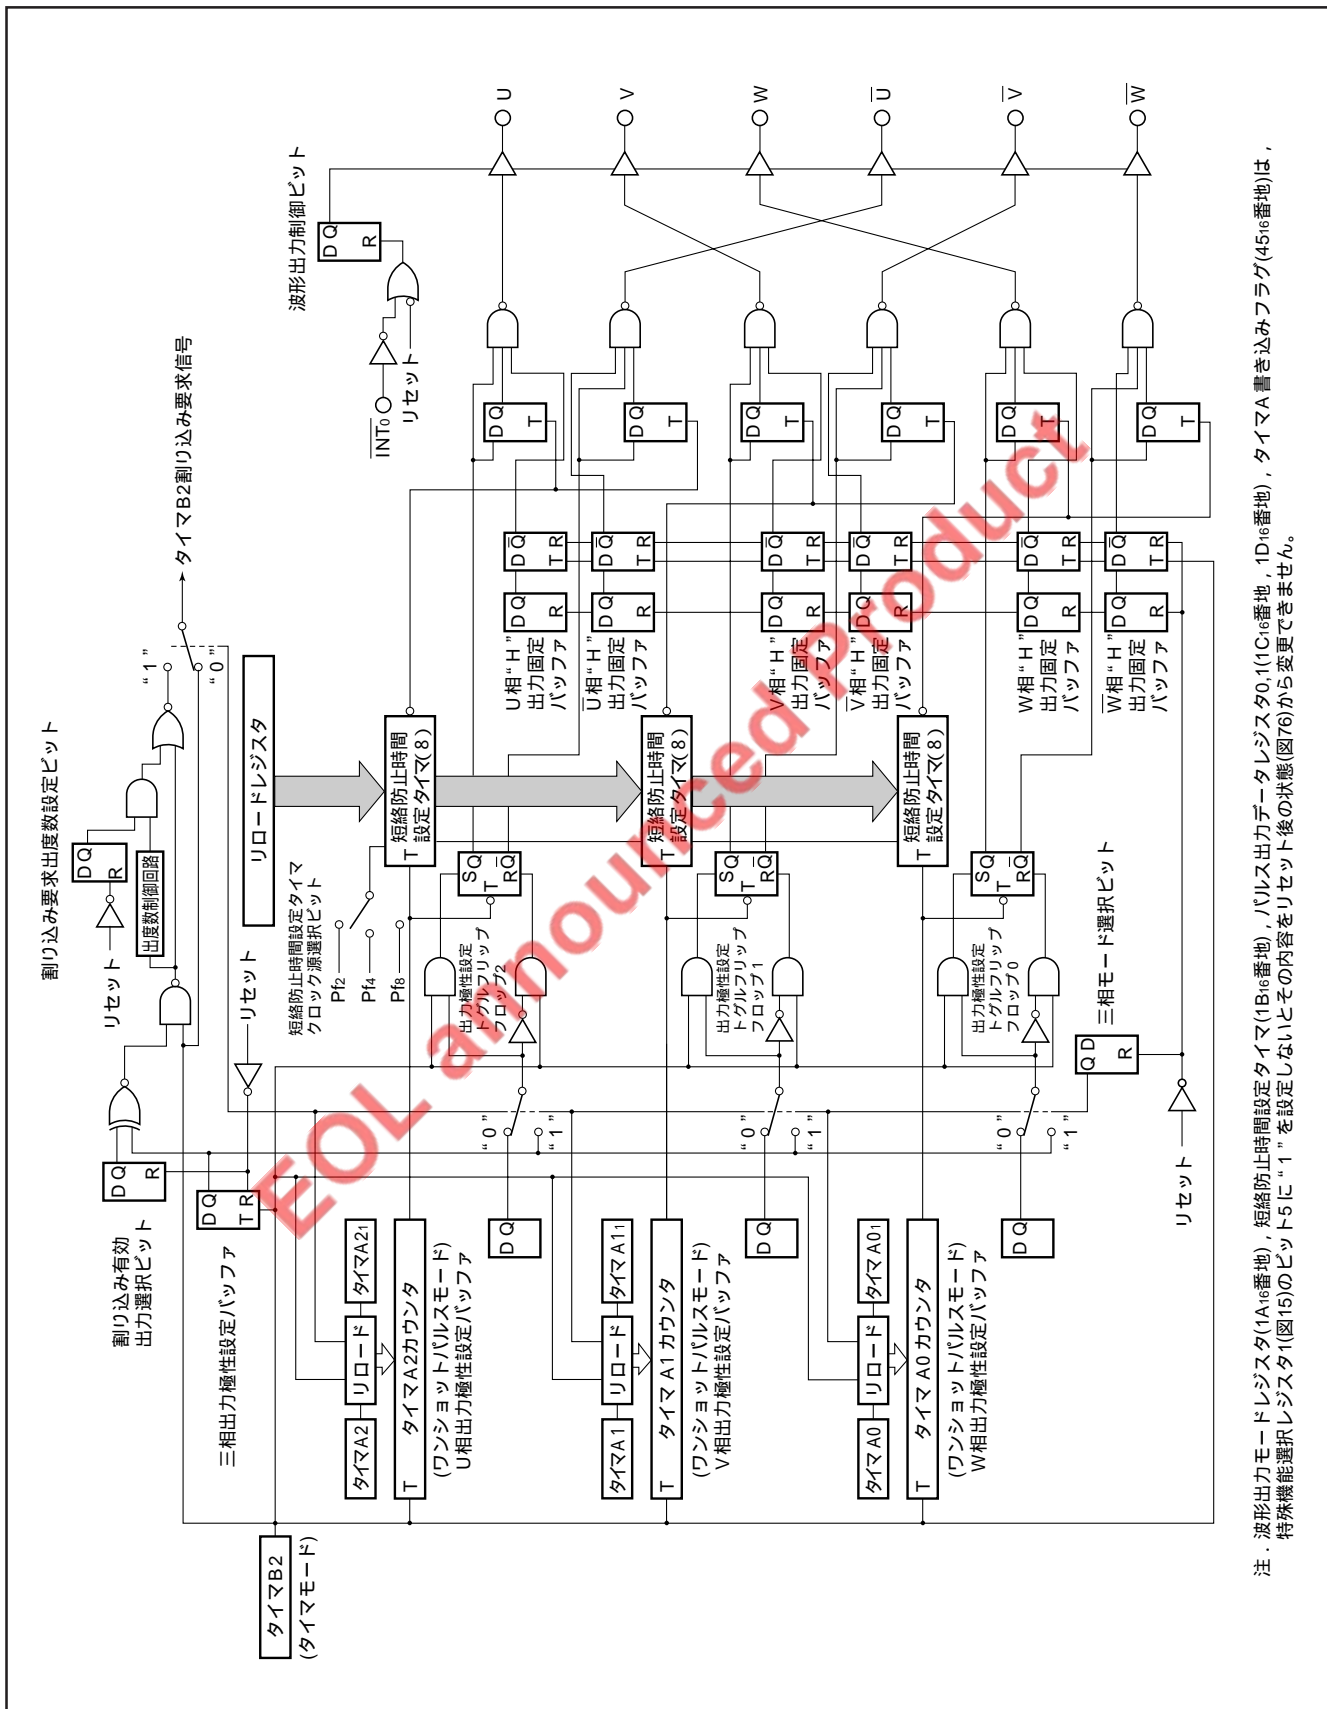 割り込み要求出度数設定ビット
リセット
D Q
R
出度数制御回路
“1”
“0”
タイマB2割り込み要求信号
割り込み有効
出力選択ビット
D Q
R
三相出力極性設定バッファ
D Q
T R
リセット
リロードレジスタ
短絡防止時間設定タイマ
クロック源選択ビット
Pf2
Pf4
Pf8
波形出力制御ビット
D Q
R
INT0
リセット
タイマB2
(タイマモード)
タイマA2
リロード
タイマA21
T タイマA2カウンタ
(ワンショットパルスモード)
U相出力極性設定バッファ
D Q
“0”
“1”
出力極性設定
トグルフリップ
フロップ2
S Q
T
R Q
短絡防止時間
設定タイマ(8)
T
U相“H”
出力固定
バッファ
D Q
R
D Q
T R
U相“H”
出力固定
バッファ
D Q
R
D Q
T R
D Q
T
D Q
T
タイマA1
リロード
タイマA11
T タイマA1カウンタ
(ワンショットパルスモード)
V相出力極性設定バッファ
D Q
“0”
“1”
出力極性設定
トグルフリップ
フロップ1
S Q
T
R Q
短絡防止時間
設定タイマ(8)
T
V相“H”
出力固定
バッファ
D Q
R
D Q
T R
V相“H”
出力固定
バッファ
D Q
R
D Q
T R
D Q
T
D Q
T
タイマA0
リロード
タイマA01
T タイマA0カウンタ
(ワンショットパルスモード)
W相出力極性設定バッファ
D Q
“0”
“1”
出力極性設定
トグルフリップ
フロップ0
S Q
T
R Q
短絡防止時間
設定タイマ(8)
T
W相“H”
出力固定
バッファ
D Q
R
D Q
T R
W相“H”
出力固定
バッファ
D Q
R
D Q
T R
D Q
T
D Q
T
三相モード選択ビット
Q D
R
リセット
U
V
W
U
V
W
注．波形出力モードレジスタ(1A16番地)，短絡防止時間設定タイマ(1B16番地)，パルス出力データレジスタ0,1(1C16番地，1D16番地)，タイマA書き込みフラグ(4516番地)は，
特殊機能選択レジスタ1(図15)のビット5に“1”を設定しないとその内容をリセット後の状態(図76)から変更できません。
EOL announced Product